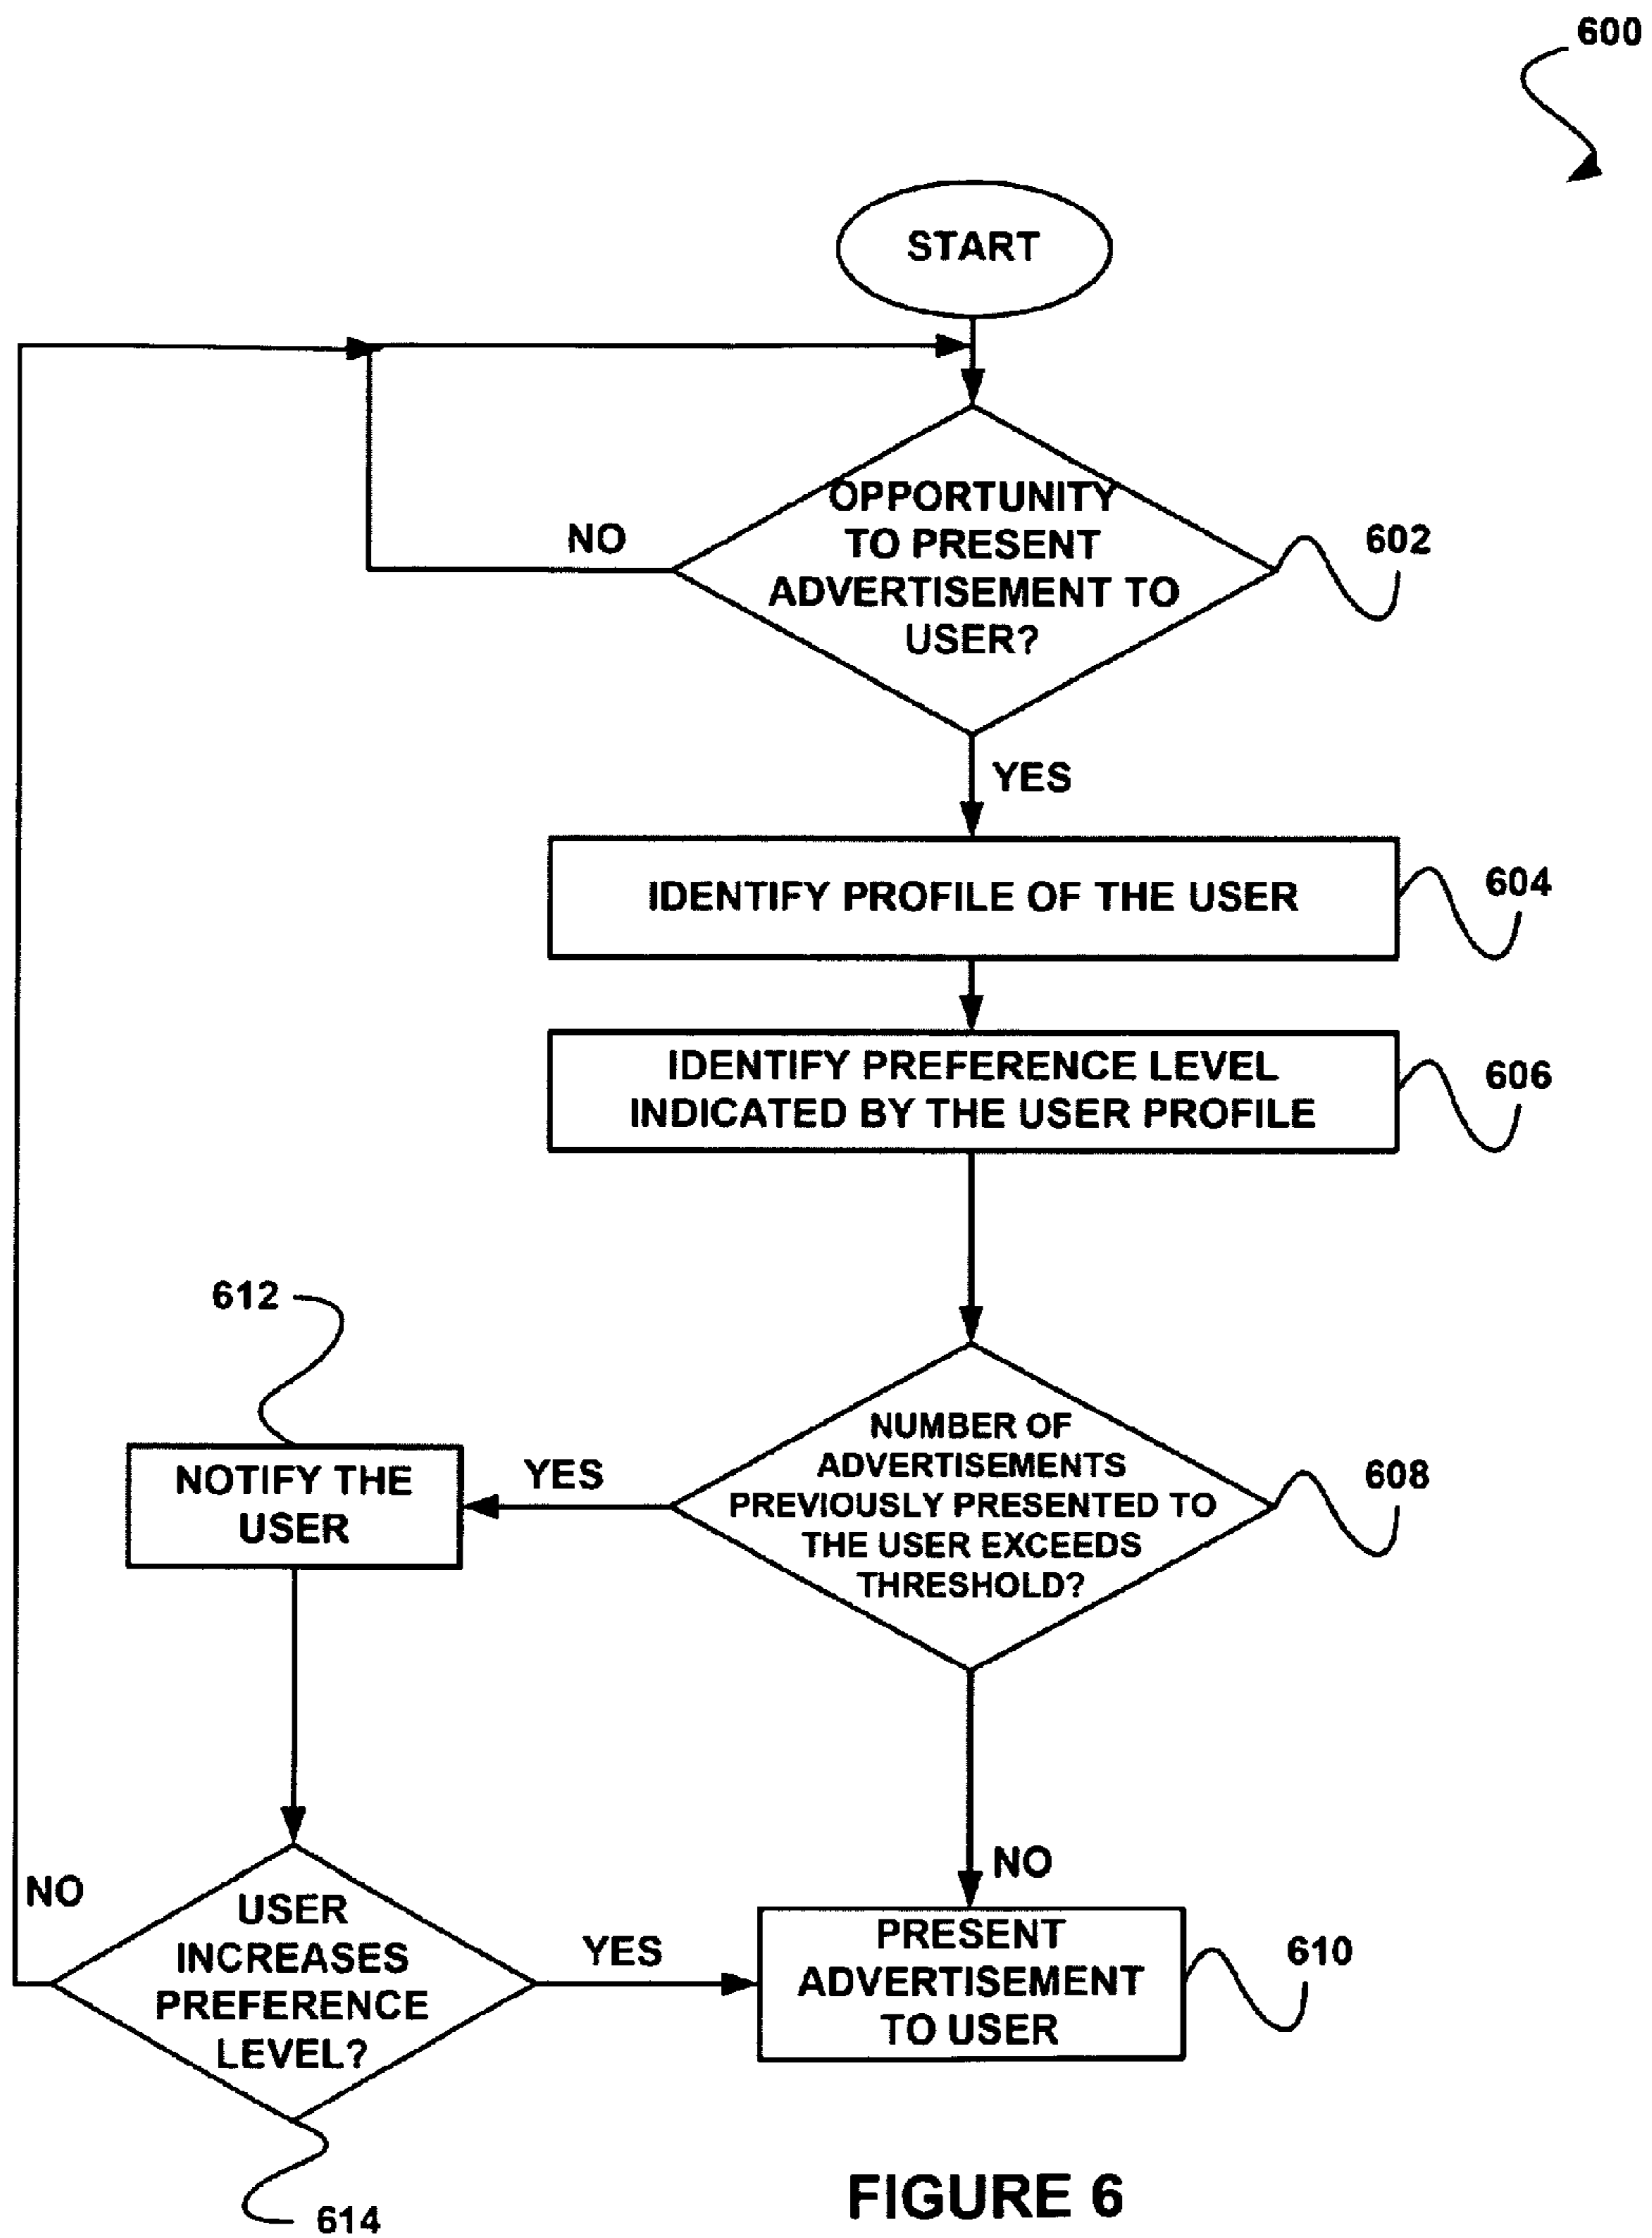 600
START
OPPORTUNITY
TO PRESENT
ADVERTISEMENT TO
USER?
NO
602
YES
IDENTIFY PROFILE OF THE USER
604
IDENTIFY PREFERENCE LEVEL
INDICATED BY THE USER PROFILE
606
612
NUMBER OF
ADVERTISEMENTS
PREVIOUSLY PRESENTED TO
THE USER EXCEEDS
THRESHOLD?
608
YES
NOTIFY THE
USER
NO
NO
USER
INCREASES
PREFERENCE
LEVEL?
YES
PRESENT
ADVERTISEMENT
TO USER
610
614
FIGURE 6